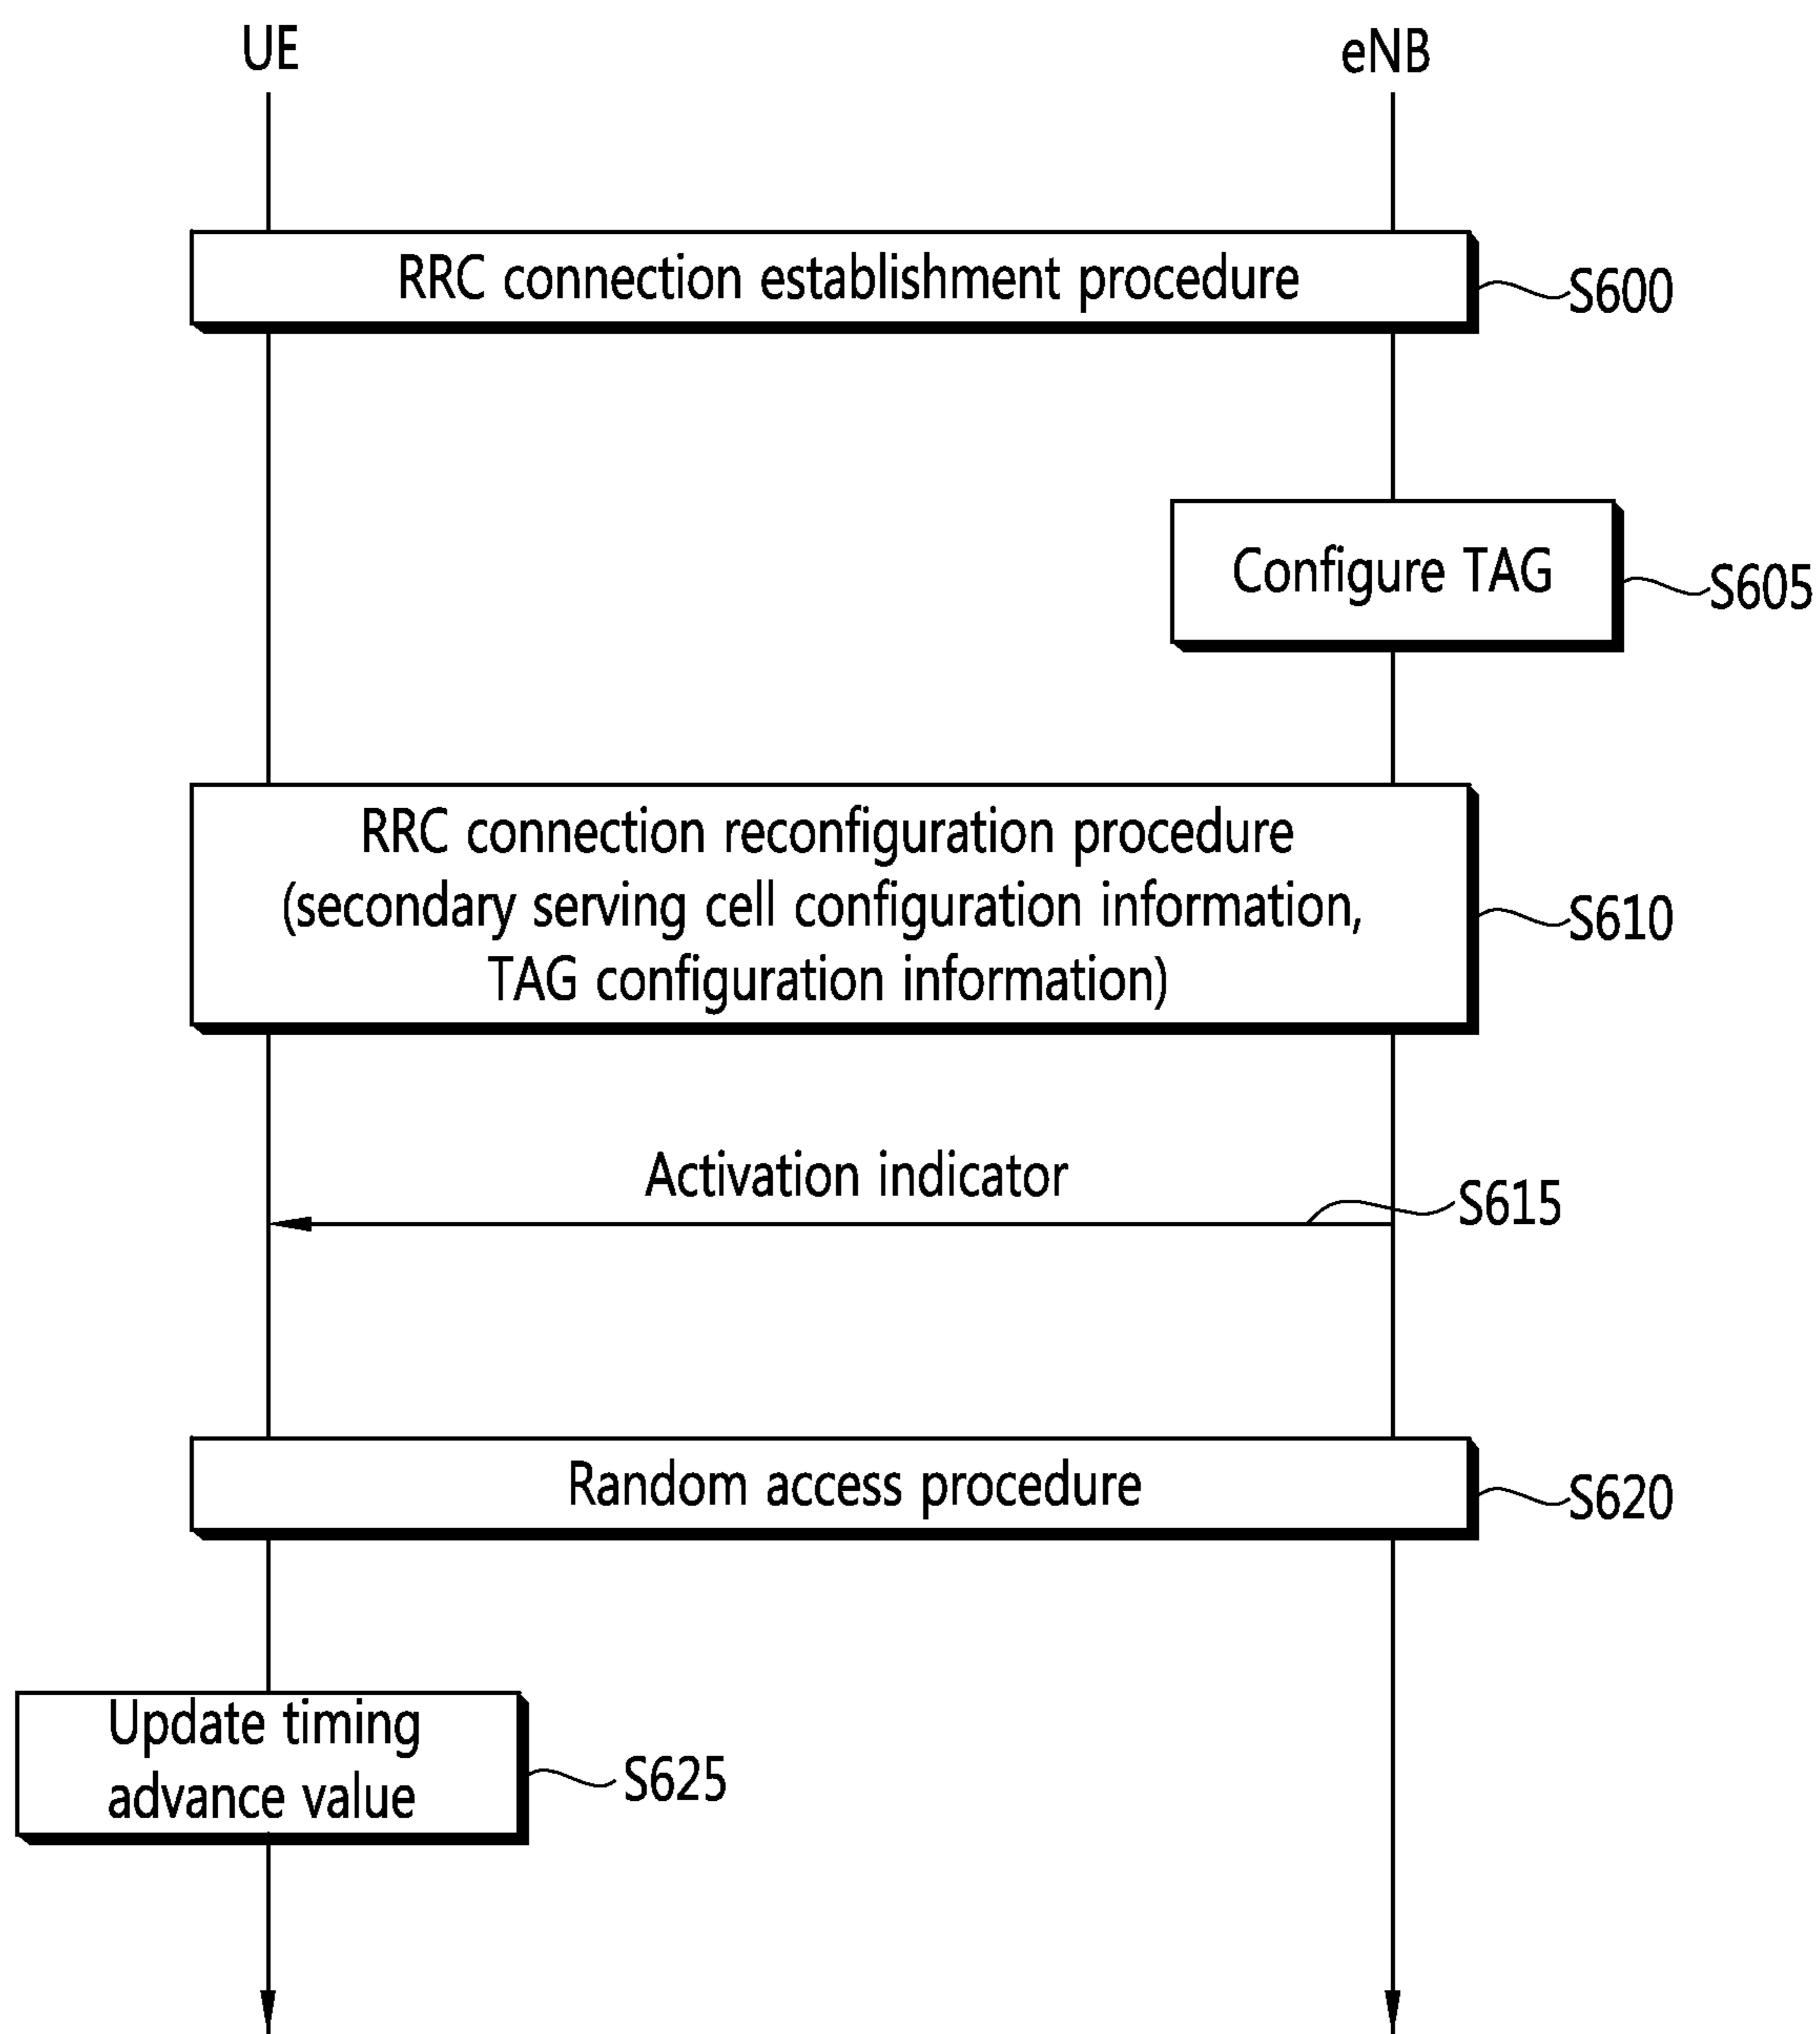 UE
eNB
RRC connection establishment procedure
S600
Configure TAG
S605
RRC connection reconfiguration procedure
(secondary serving cell configuration information,
TAG configuration information)
S610
Activation indicator
S615
Random access procedure
S620
Update timing
advance value
S625